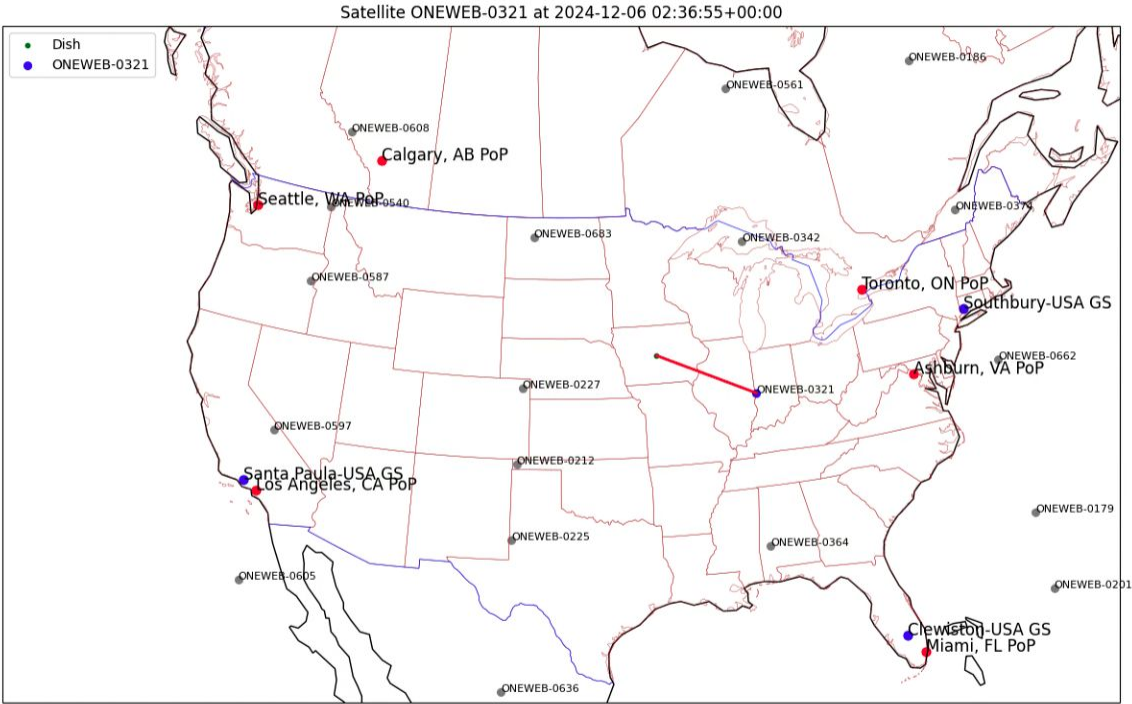 Satellite ONEWEB-0321 at 2024-12-06 02:36:55+00:00
Dish
ONEWEB-0321
ONEWEB-0186
ONEWEB-0561
ONEWEB-0608
Calgary, AB PoP
Seattle, WA PoP
ONEWEB-0540
ONEWEB-0374
ONEWEB-0683
ONEWEB-0342
ONEWEB-0587
Toronto, ON PoP
Southbury-USA GS
ONEWEB-0662
Ashburn, VA PoP
ONEWEB-0227
ONEWEB-0321
ONEWEB-0597
ONEWEB-0212
Santa Paula-USA GS
Los Angeles, CA PoP
ONEWEB-0179
ONEWEB-0225
ONEWEB-0364
ONEWEB-0605
ONEWEB-0201
Clewiston-USA GS
Miami, FL PoP
ONEWEB-0636